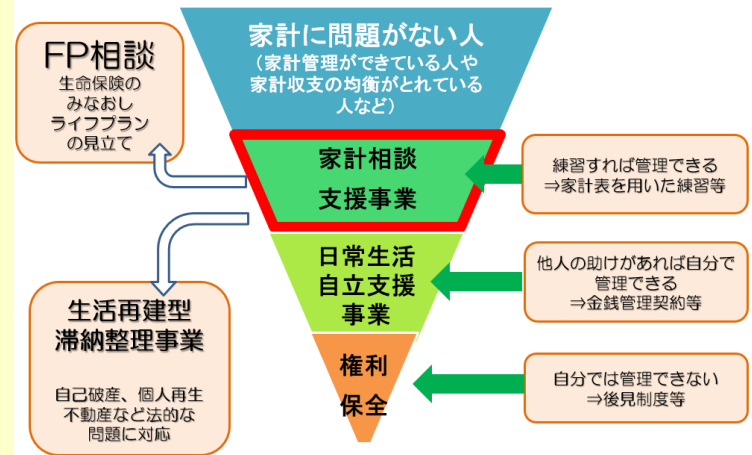 家計に問題がない人
（家計管理ができている人や
家計収支の均衡がとれている
人など）
FP相談
生命保険の
みなおし
ライフプラン
の見立て
家計相談
支援事業
練習すれば管理できる
⇒家計表を用いた練習等
日常生活
自立支援
事業
他人の助けがあれば自分で
管理できる
⇒金銭管理契約等
生活再建型
滞納整理事業
自己破産、個人再生
不動産など法的な
問題に対応
権利
保全
自分では管理できない
⇒後見制度等